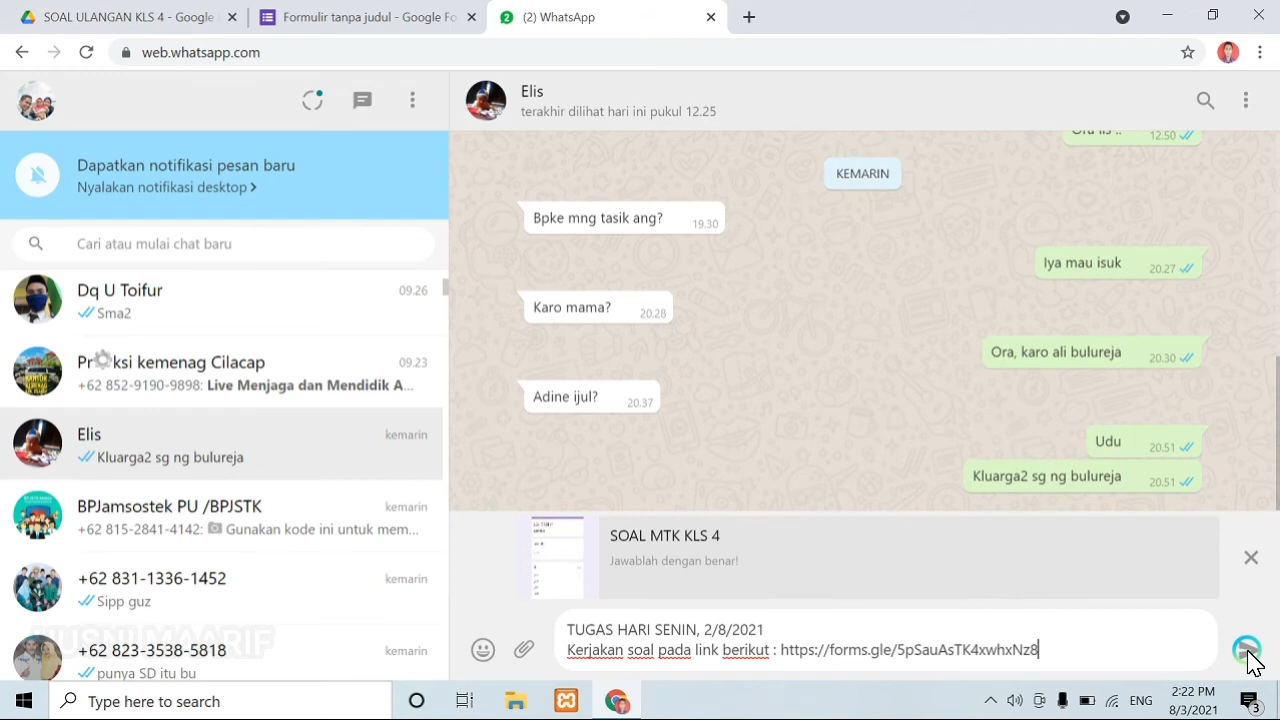 SOAL ULANGAN KLS 4 - Google D
Formulir tanpa judul - Google Fo
(2) WhatsApp
web.whatsapp.com
Dapatkan notifikasi pesan baru
Nyalakan notifikasi desktop >
Cari atau mulai chat baru
Dq U Toifur
09.26
Sma2
Pr ksi kemenag Cilacap
09.23
+62 852-9190-9898: Live Menjaga dan Mendidik A...
Elis
kemarin
Kluarga2 sg ng bulureja
BPJamsostek PU /BPJSTK
kemarin
+62 815-2841-4142: Gunakan kode ini untuk mem...
+62 831-1336-1452
kemarin
Sipp guz
+62 823-3538-5818
kemarin
punya SD itu bu
Elis
terakhir dilihat hari ini pukul 12.25
12.50
KEMARIN
Bpke mng tasik ang?
19.30
Iya mau isuk
20.27
Karo mama?
20.28
Ora, karo ali bulureja
20.30
Adine ijul?
20.37
Udu
20.51
Kluarga2 sg ng bulureja
20.51
SOAL MTK KLS 4
Jawablah dengan benar!
TUGAS HARI SENIN, 2/8/2021
Kerjakan soal pada link berikut : https://forms.gle/5pSauAsTK4xwhxNz8
Type here to search
ENG
2:22 PM
8/3/2021
3